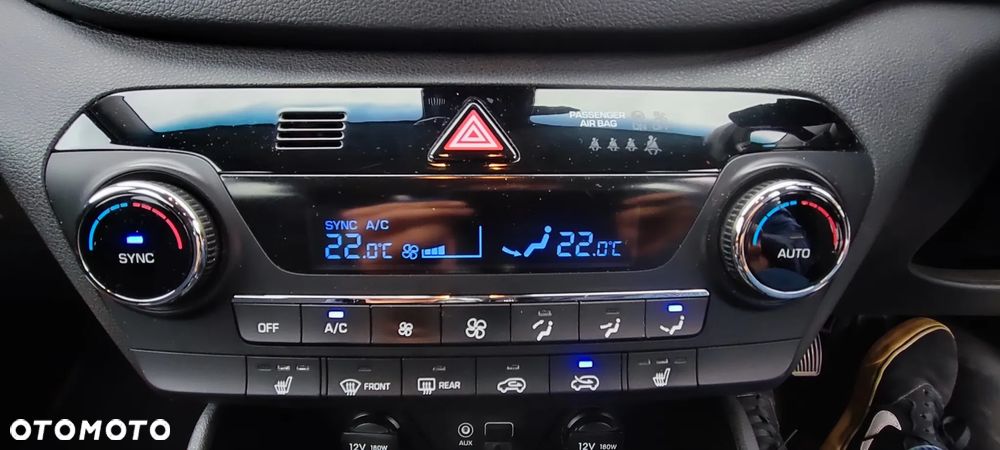 PASSENGER
AIR BAG
SYNC A/C
22.0°C 22.0°C
SYNC
AUTO
OFF A/C
FRONT REAR
12V 180W AUX 12V 180W
OTOMOTO